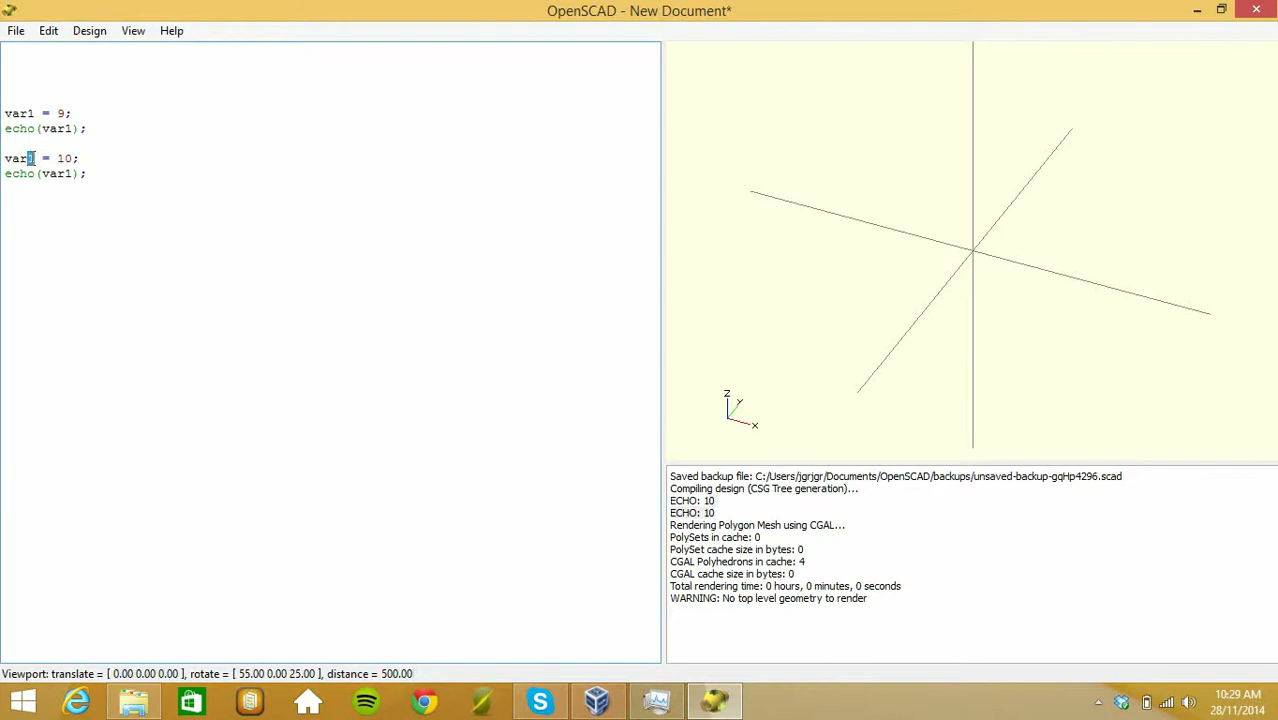 OpenSCAD - New Document*
File Edit Design View Help
var1 = 9;
echo(var1);
var1 = 10;
echo(var1);
Z
Y
X
Saved backup file: C:/Users/jgrjgr/Documents/OpenSCAD/backups/unsaved-backup-gqHp4296.scad
Compiling design (CSG Tree generation)...
ECHO: 10
ECHO: 10
Rendering Polygon Mesh using CGAL...
PolySets in cache: 0
PolySet cache size in bytes: 0
CGAL Polyhedrons in cache: 4
CGAL cache size in bytes: 0
Total rendering time: 0 hours, 0 minutes, 0 seconds
WARNING: No top level geometry to render
Viewport: translate = [ 0.00 0.00 0.00 ], rotate = [ 55.00 0.00 25.00 ], distance = 500.00
10:29 AM
28/11/2014